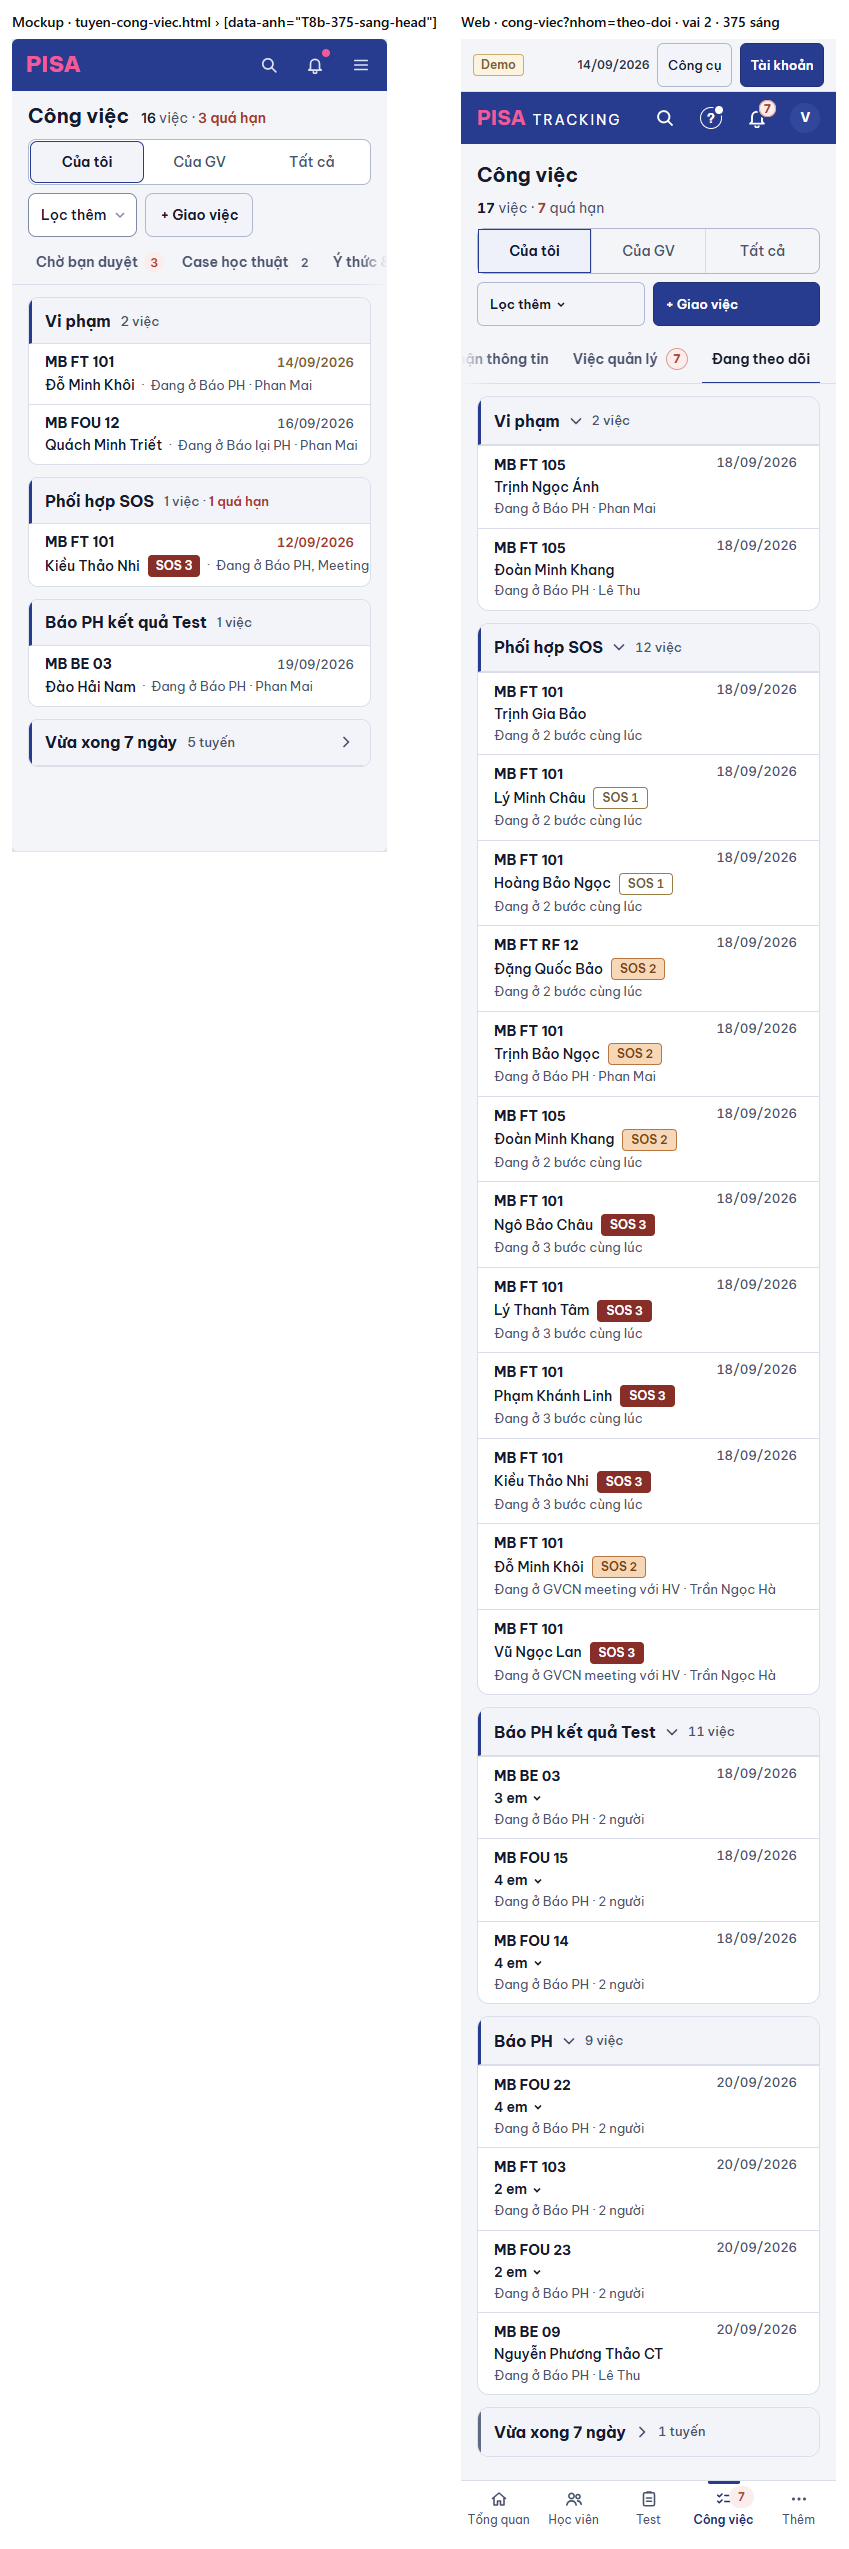 Mockup · tuyen-cong-viec.html › [data-anh="T8b-375-sang-head"]
PISA
Công việc 16 việc · 3 quá hạn
Của tôi Của GV Tất cả
Lọc thêm + Giao việc
Chờ bạn duyệt 3 Case học thuật 2 Ý thức
Vi phạm 2 việc
MB FT 101 14/09/2026
Đỗ Minh Khôi · Đang ở Báo PH · Phan Mai
MB FOU 12 16/09/2026
Quách Minh Triết · Đang ở Báo lại PH · Phan Mai
Phối hợp SOS 1 việc · 1 quá hạn
MB FT 101 12/09/2026
Kiều Thảo Nhi SOS 3 · Đang ở Báo PH, Meeting
Báo PH kết quả Test 1 việc
MB BE 03 19/09/2026
Đào Hải Nam · Đang ở Báo PH · Phan Mai
Vừa xong 7 ngày 5 tuyến
Web · cong-viec?nhom=theo-doi · vai 2 · 375 sáng
Demo 14/09/2026 Công cụ Tài khoản
PISA TRACKING ? 7 V
Công việc
17 việc · 7 quá hạn
Của tôi Của GV Tất cả
Lọc thêm + Giao việc
ận thông tin Việc quản lý 7 Đang theo dõi
Vi phạm 2 việc
MB FT 105 18/09/2026
Trịnh Ngọc Ánh
Đang ở Báo PH · Phan Mai
MB FT 105 18/09/2026
Đoàn Minh Khang
Đang ở Báo PH · Lê Thu
Phối hợp SOS 12 việc
MB FT 101 18/09/2026
Trịnh Gia Bảo
Đang ở 2 bước cùng lúc
MB FT 101 18/09/2026
Lý Minh Châu SOS 1
Đang ở 2 bước cùng lúc
MB FT 101 18/09/2026
Hoàng Bảo Ngọc SOS 1
Đang ở 2 bước cùng lúc
MB FT RF 12 18/09/2026
Đặng Quốc Bảo SOS 2
Đang ở 2 bước cùng lúc
MB FT 101 18/09/2026
Trịnh Bảo Ngọc SOS 2
Đang ở Báo PH · Phan Mai
MB FT 105 18/09/2026
Đoàn Minh Khang SOS 2
Đang ở 2 bước cùng lúc
MB FT 101 18/09/2026
Ngô Bảo Châu SOS 3
Đang ở 3 bước cùng lúc
MB FT 101 18/09/2026
Lý Thanh Tâm SOS 3
Đang ở 3 bước cùng lúc
MB FT 101 18/09/2026
Phạm Khánh Linh SOS 3
Đang ở 3 bước cùng lúc
MB FT 101 18/09/2026
Kiều Thảo Nhi SOS 3
Đang ở 3 bước cùng lúc
MB FT 101
Đỗ Minh Khôi SOS 2
Đang ở GVCN meeting với HV · Trần Ngọc Hà
MB FT 101
Vũ Ngọc Lan SOS 3
Đang ở GVCN meeting với HV · Trần Ngọc Hà
Báo PH kết quả Test 11 việc
MB BE 03 18/09/2026
3 em
Đang ở Báo PH · 2 người
MB FOU 15 18/09/2026
4 em
Đang ở Báo PH · 2 người
MB FOU 14 18/09/2026
4 em
Đang ở Báo PH · 2 người
Báo PH 9 việc
MB FOU 22 20/09/2026
4 em
Đang ở Báo PH · 2 người
MB FT 103 20/09/2026
2 em
Đang ở Báo PH · 2 người
MB FOU 23 20/09/2026
2 em
Đang ở Báo PH · 2 người
MB BE 09 20/09/2026
Nguyễn Phương Thảo CT
Đang ở Báo PH · Lê Thu
Vừa xong 7 ngày 1 tuyến
7
Tổng quan Học viên Test Công việc Thêm